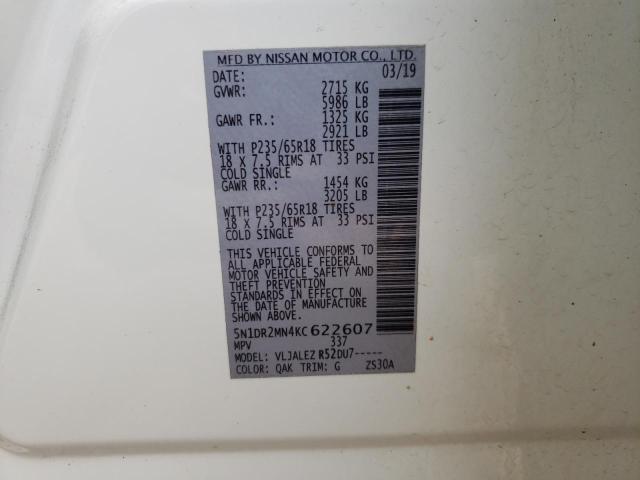 MFD BY NISSAN MOTOR CO., LTD.
DATE: 03/19
GVWR: 2715 KG
5986 LB
GAWR FR.: 1325 KG
2921 LB
WITH P235/65R18 TIRES
18 X 7.5 RIMS AT 33 PSI
COLD SINGLE
GAWR RR.: 1454 KG
3205 LB
WITH P235/65R18 TIRES
18 X 7.5 RIMS AT 33 PSI
COLD SINGLE
THIS VEHICLE CONFORMS TO
ALL APPLICABLE FEDERAL
MOTOR VEHICLE SAFETY AND
THEFT PREVENTION
STANDARDS IN EFFECT ON
THE DATE OF MANUFACTURE
SHOWN ABOVE.
5N1DR2MN4KC622607
MPV 337
MODEL: VLJALEZ R52DU7-----
COLOR: QAK TRIM: G ZS30A